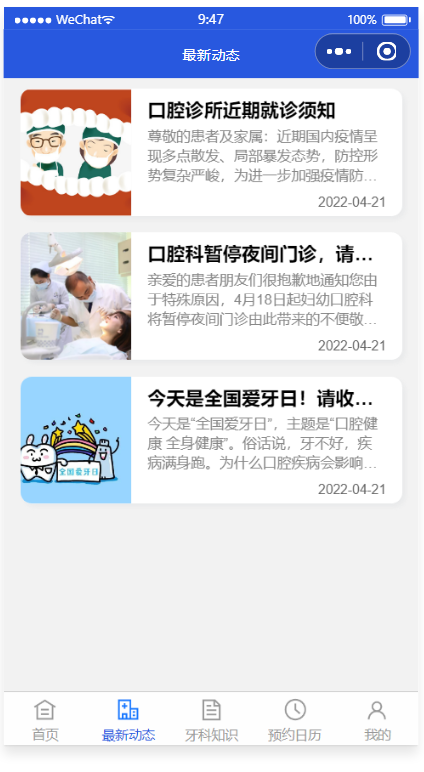 WeChat 9:47 100%
最新动态
口腔诊所近期就诊须知
尊敬的患者及家属：近期国内疫情呈
现多点散发、局部暴发态势，防控形
势复杂严峻，为进一步加强疫情防...
2022-04-21
口腔科暂停夜间门诊，请...
亲爱的患者朋友们很抱歉地通知您由
于特殊原因，4月18日起妇幼口腔科
将暂停夜间门诊由此带来的不便敬...
2022-04-21
今天是全国爱牙日！请收...
今天是“全国爱牙日”，主题是“口腔健
康 全身健康”。俗话说，牙不好，疾
病满身跑。为什么口腔疾病会影响...
全国爱牙日
2022-04-21
首页 最新动态 牙科知识 预约日历 我的